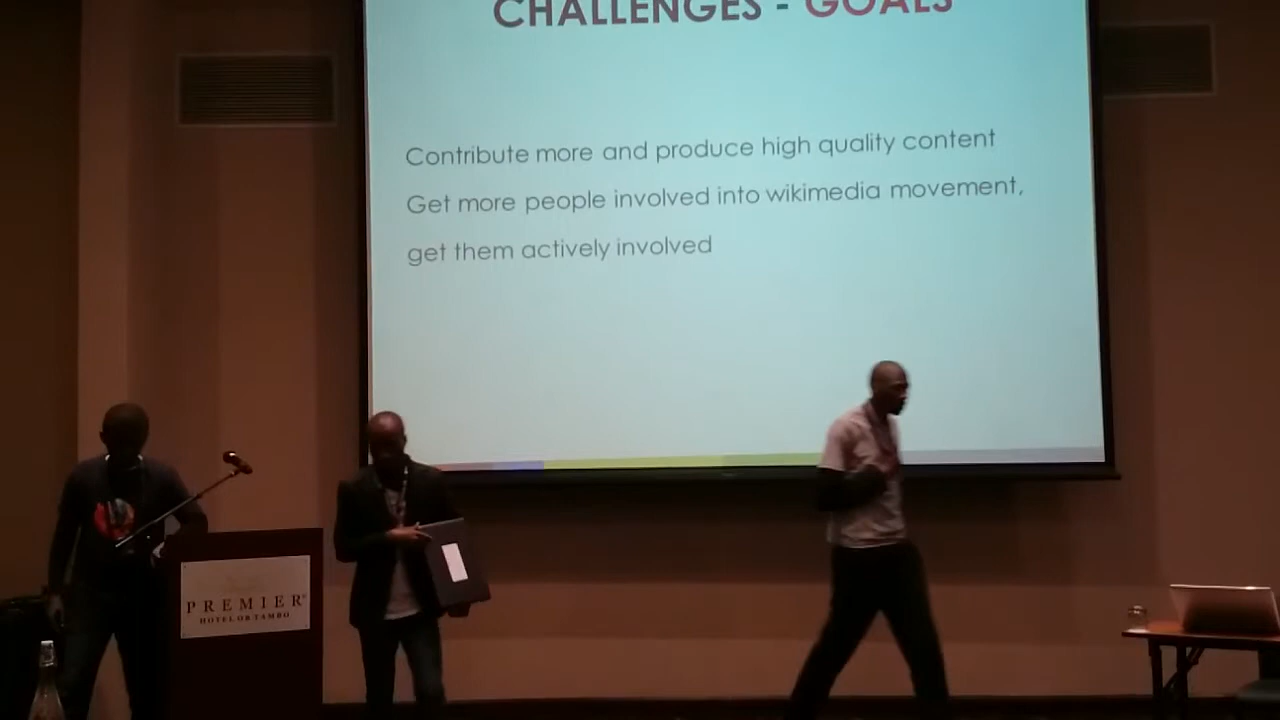 CHALLENGES - GOALS
Contribute more and produce high quality content
Get more people involved into wikimedia movement,
get them actively involved
PREMIER
HOTEL OR TAMBO